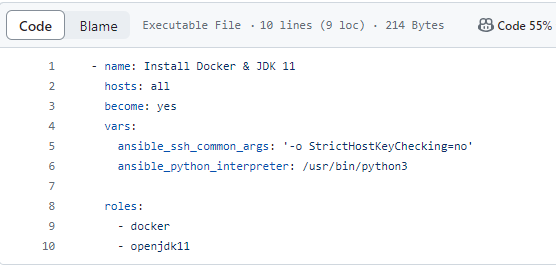 Code Blame Executable File · 10 lines (9 loc) · 214 Bytes Code 55%
1 - name: Install Docker & JDK 11
2 hosts: all
3 become: yes
4 vars:
5 ansible_ssh_common_args: '-o StrictHostKeyChecking=no'
6 ansible_python_interpreter: /usr/bin/python3
7
8 roles:
9 - docker
10 - openjdk11